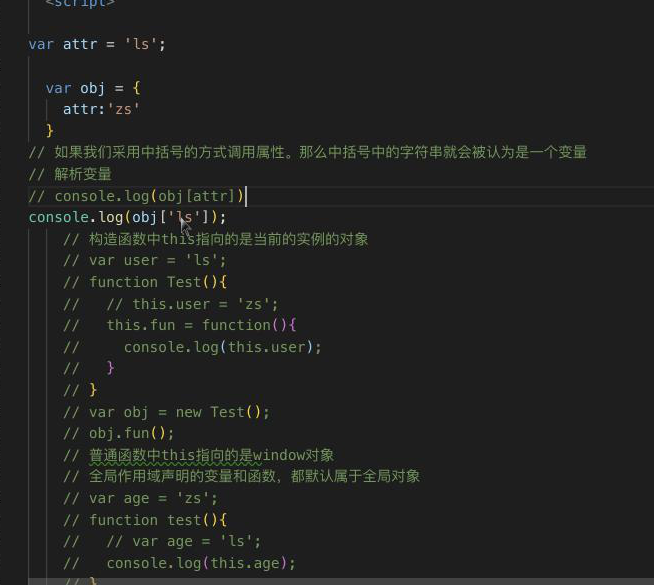 <script>
var attr = 'ls';
var obj = {
attr:'zs'
}
// 如果我们采用中括号的方式调用属性。那么中括号中的字符串就会被认为是一个变量
// 解析变量
// console.log(obj[attr])
console.log(obj['ls']);
// 构造函数中this指向的是当前的实例的对象
// var user = 'ls';
// function Test(){
//   // this.user = 'zs';
//   this.fun = function(){
//     console.log(this.user);
//   }
// }
// var obj = new Test();
// obj.fun();
// 普通函数中this指向的是window对象
// 全局作用域声明的变量和函数，都默认属于全局对象
// var age = 'zs';
// function test(){
//   // var age = 'ls';
//   console.log(this.age);
// }